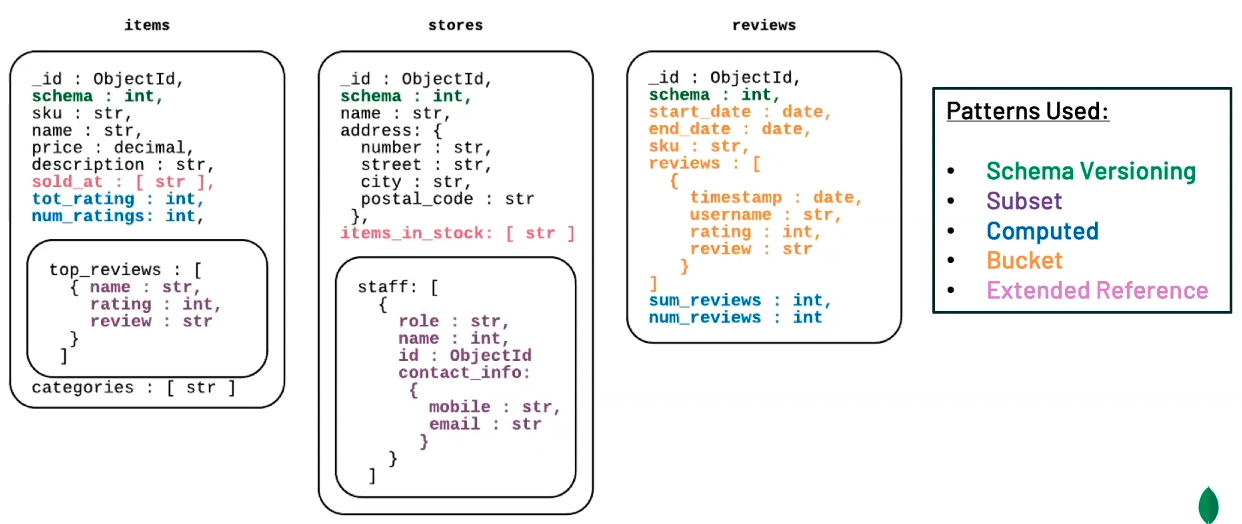 items
_id : ObjectId,
schema : int,
sku : str,
name : str,
price : decimal,
description : str,
sold_at : [ str ],
tot_rating : int,
num_ratings: int,
top_reviews : [
{ name : str,
rating : int,
review : str
}
]
categories : [ str ]
stores
_id : ObjectId,
schema : int,
name : str,
address: {
number : str,
street : str,
city : str,
postal_code : str
},
items_in_stock: [ str ]
staff: [
{
role : str,
name : int,
id : ObjectId
contact_info:
{
mobile : str,
email : str
}
}
]
reviews
_id : ObjectId,
schema : int,
start_date : date,
end_date : date,
sku : str,
reviews : [
{
timestamp : date,
username : str,
rating : int,
review : str
}
]
sum_reviews : int,
num_reviews : int
Patterns Used:
• Schema Versioning
• Subset
• Computed
• Bucket
• Extended Reference